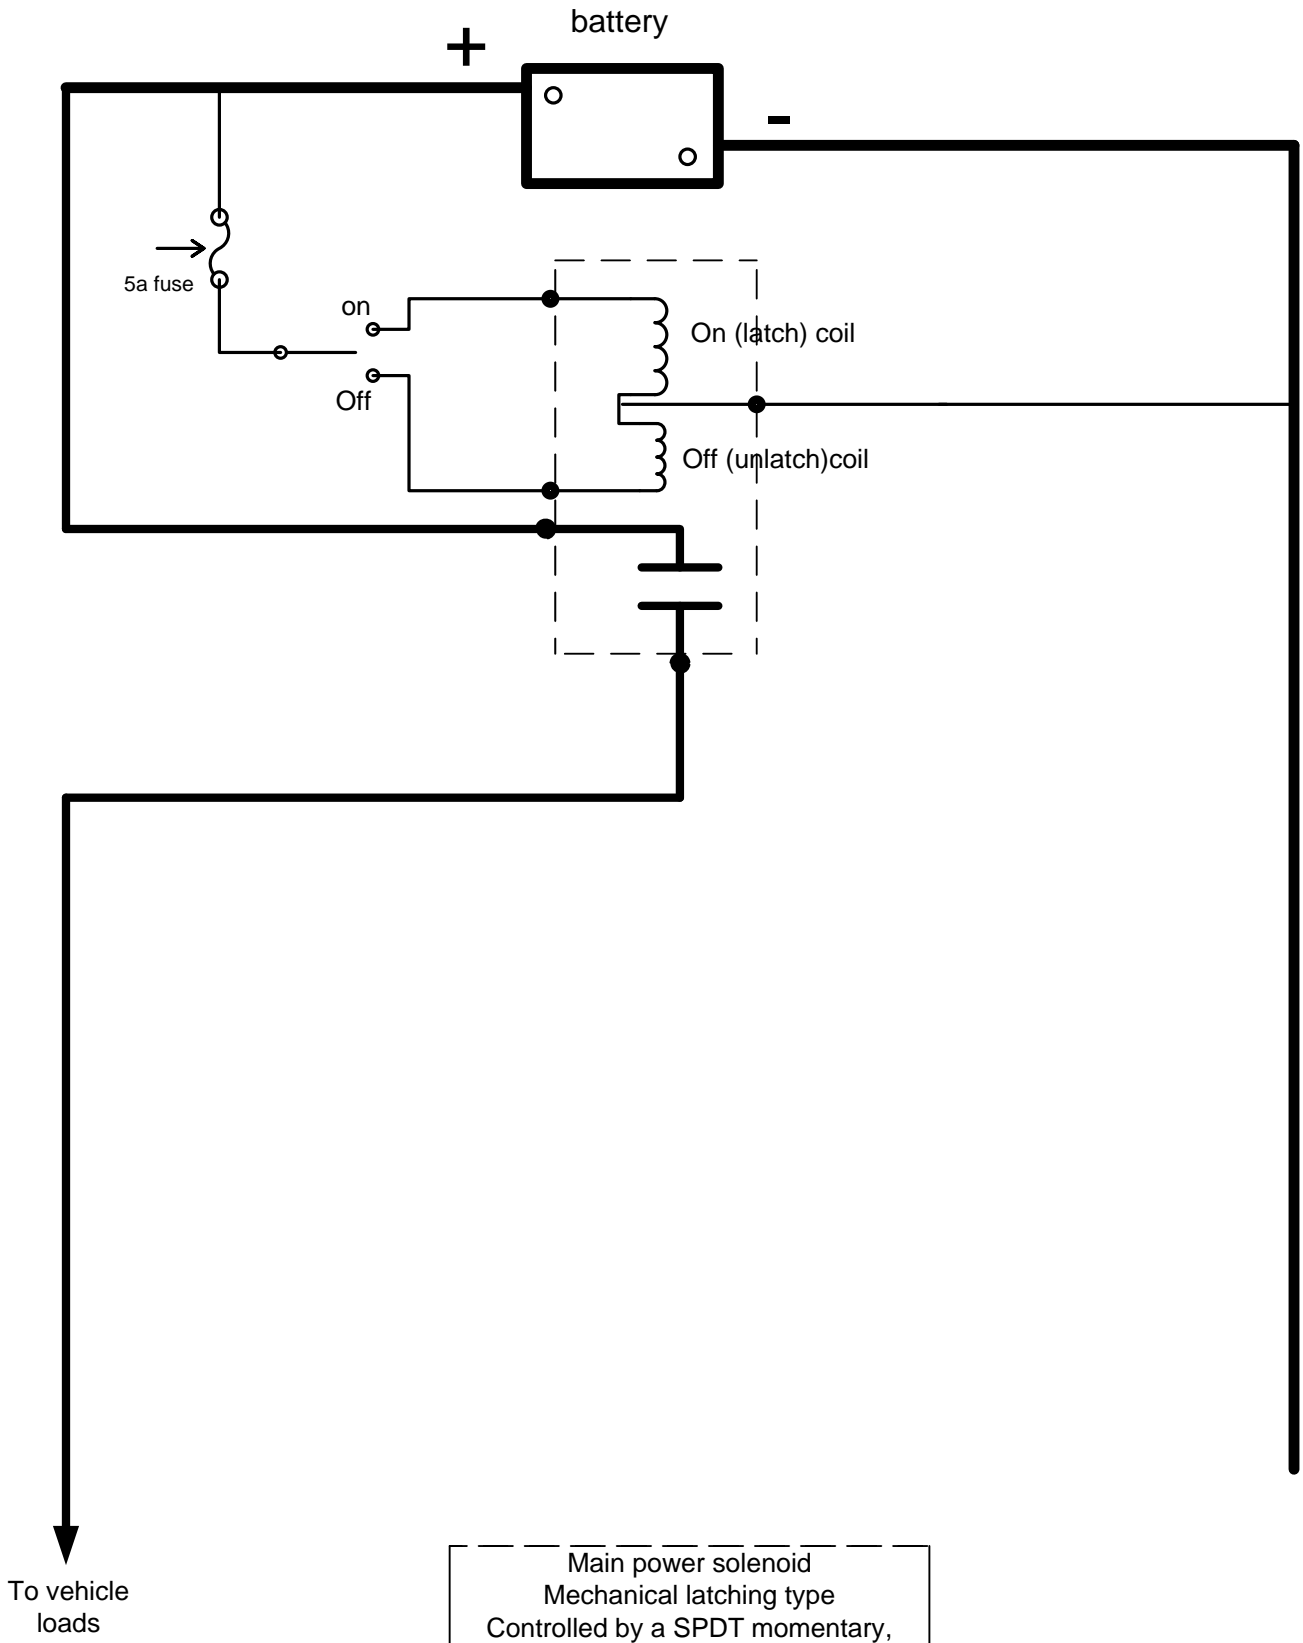 battery
+
-
5a fuse
on
Off
On (latch) coil
Off (unlatch)coil
To vehicle
loads
Main power solenoid
Mechanical latching type
Controlled by a SPDT momentary,